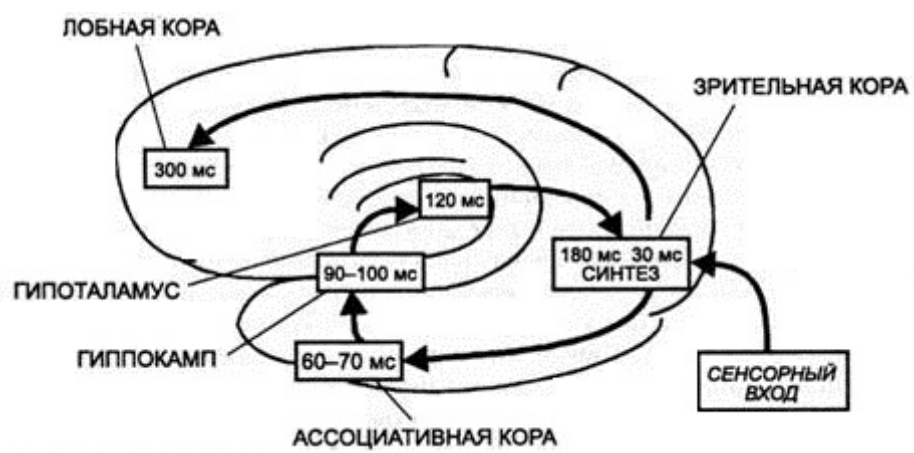 ЛОБНАЯ КОРА
ЗРИТЕЛЬНАЯ КОРА
300 мс
120 мс
180 мс 30 мс
СИНТЕЗ
ГИПОТАЛАМУС
90–100 мс
ГИППОКАМП
60–70 мс
СЕНСОРНЫЙ
ВХОД
АССОЦИАТИВНАЯ КОРА